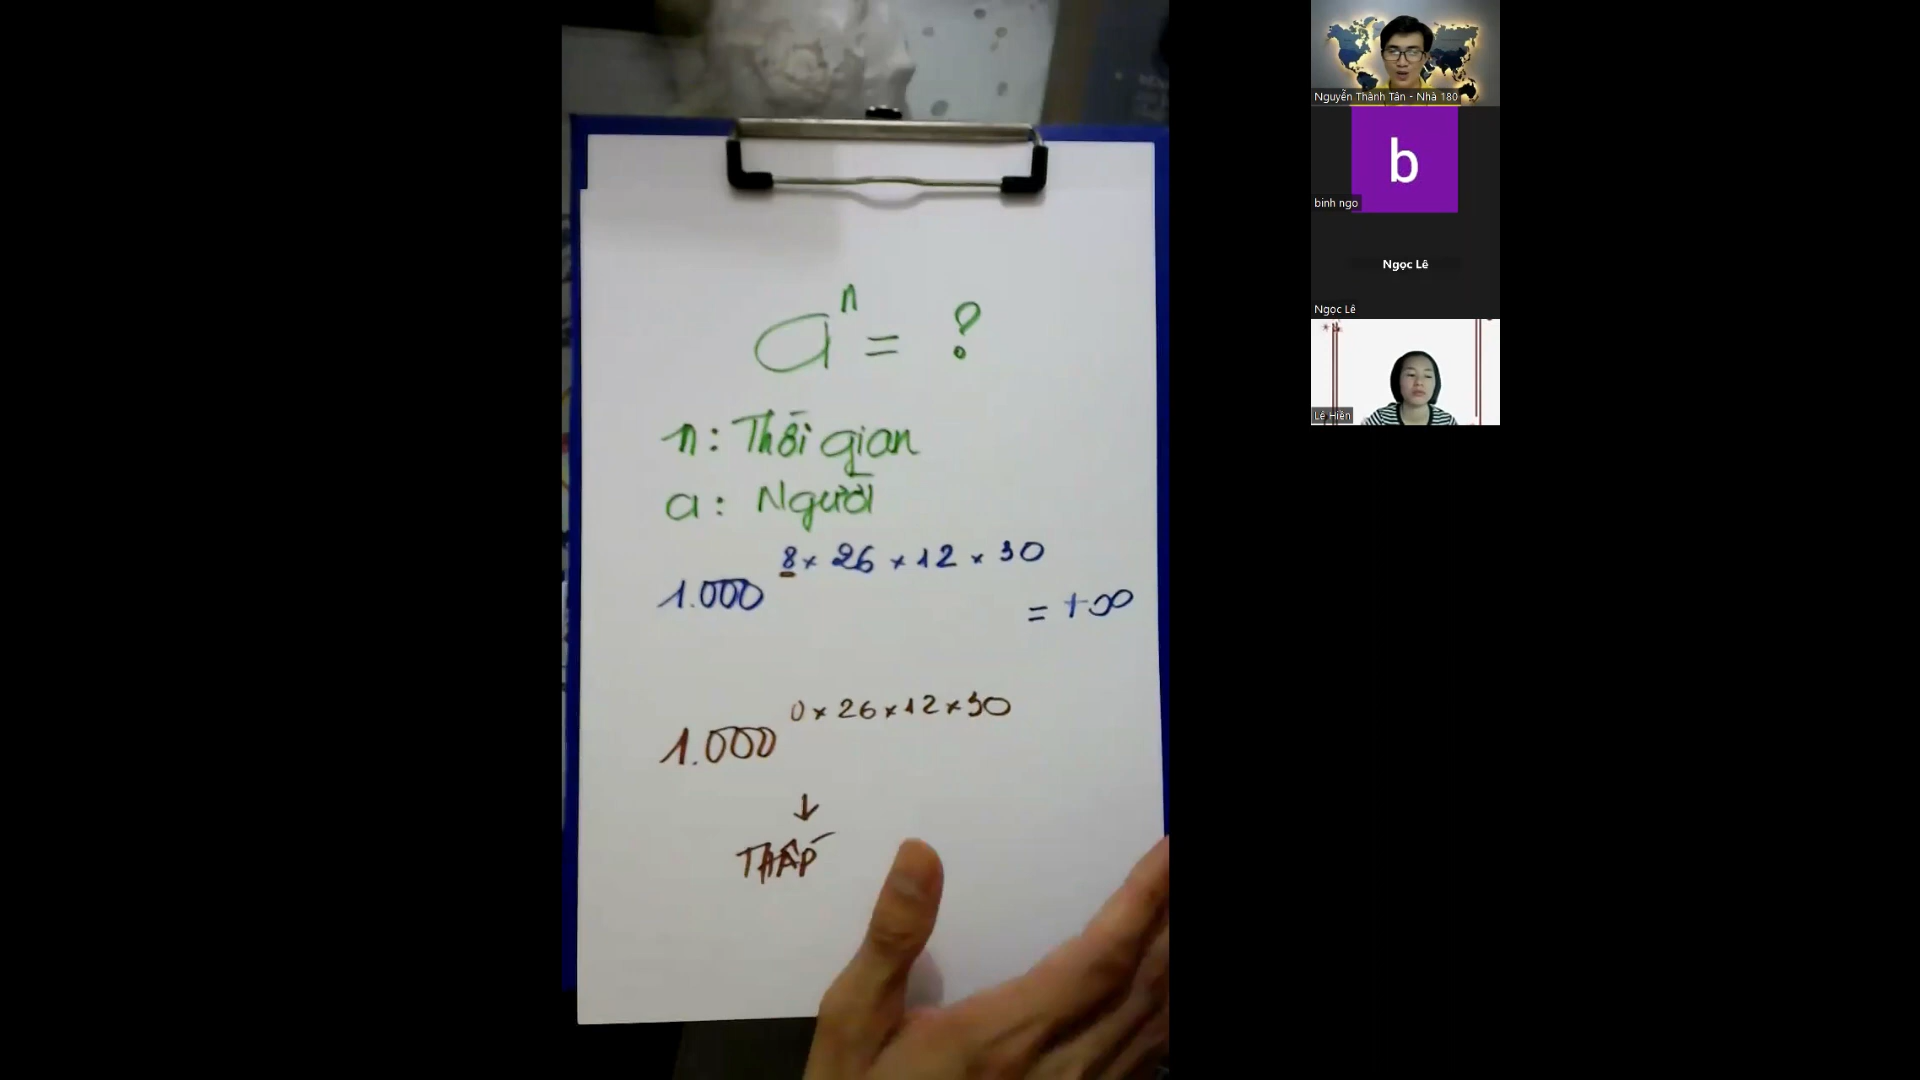 aⁿ = ?
n: Thời gian
a: Người
1.000 8 × 26 × 12 × 30
= +∞
1.000 0 × 26 × 12 × 30
↓
THẤP
Nguyễn Thành Tân - Nhà 180
b
binh ngo
Ngọc Lê
Ngọc Lê
Lê Hiền